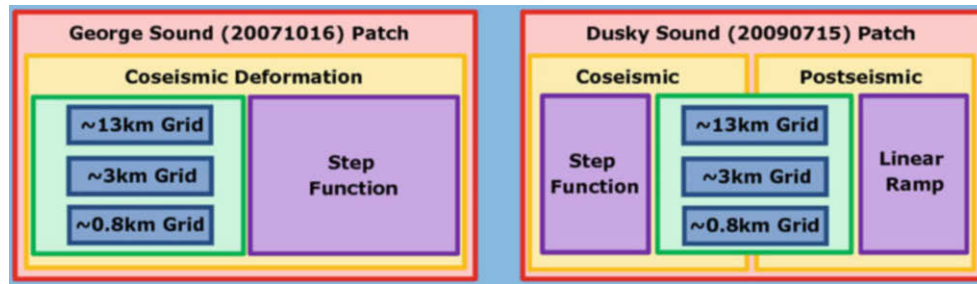 George Sound (20071016) Patch
Coseismic Deformation
~13km Grid
~3km Grid
~0.8km Grid
Step
Function
Dusky Sound (20090715) Patch
Coseismic
Postseismic
Step
Function
~13km Grid
~3km Grid
~0.8km Grid
Linear
Ramp